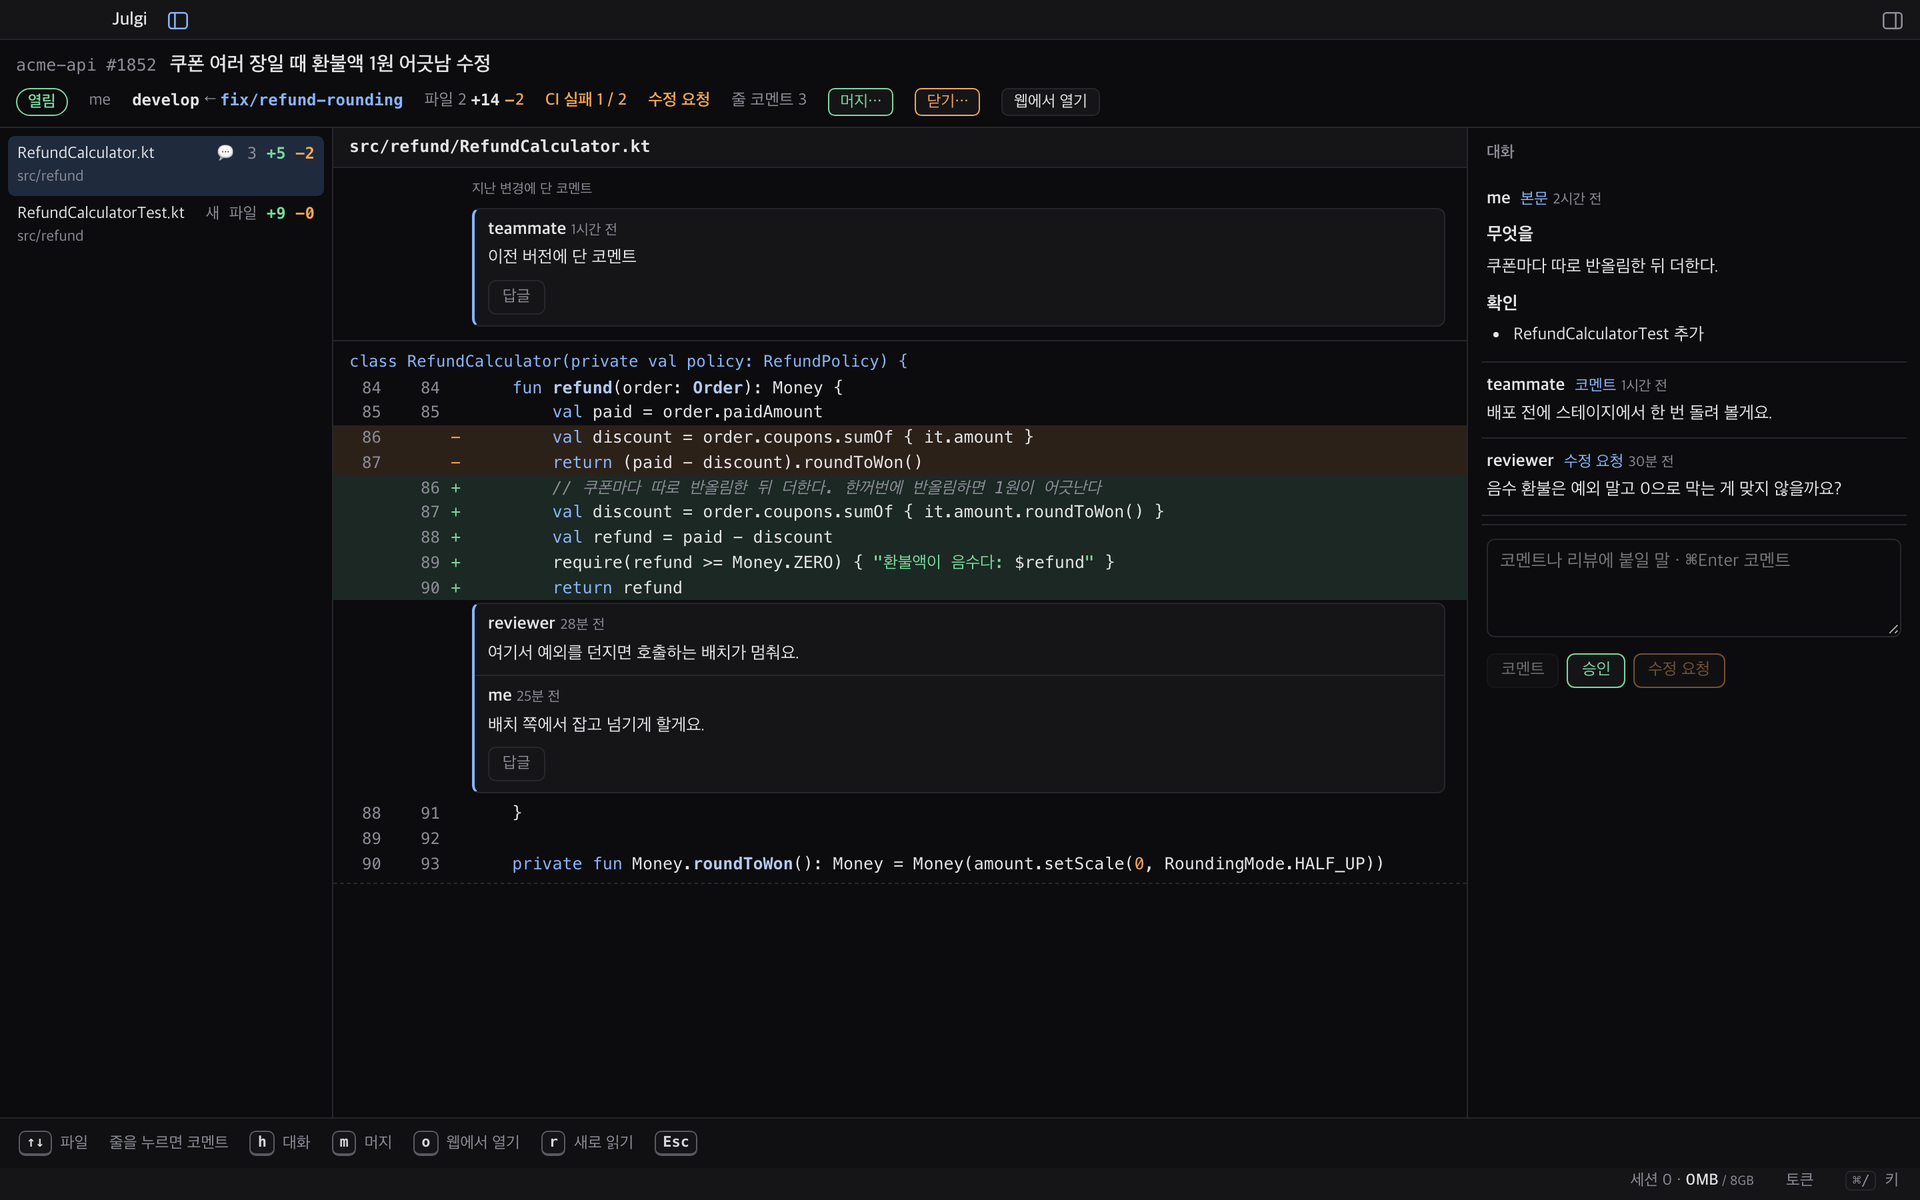 Julgi
acme-api #1852 쿠폰 여러 장일 때 환불액 1원 어긋남 수정
열림 me develop ← fix/refund-rounding 파일 2 +14 −2 CI 실패 1 / 2 수정 요청 줄 코멘트 3 머지… 닫기… 웹에서 열기
RefundCalculator.kt 💬 3 +5 −2
src/refund
RefundCalculatorTest.kt 새 파일 +9 −0
src/refund
src/refund/RefundCalculator.kt
지난 변경에 단 코멘트
teammate 1시간 전
이전 버전에 단 코멘트
답글
class RefundCalculator(private val policy: RefundPolicy) {
84 84 fun refund(order: Order): Money {
85 85 val paid = order.paidAmount
86 − val discount = order.coupons.sumOf { it.amount }
87 − return (paid - discount).roundToWon()
86 + // 쿠폰마다 따로 반올림한 뒤 더한다. 한꺼번에 반올림하면 1원이 어긋난다
87 + val discount = order.coupons.sumOf { it.amount.roundToWon() }
88 + val refund = paid - discount
89 + require(refund >= Money.ZERO) { "환불액이 음수다: $refund" }
90 + return refund
reviewer 28분 전
여기서 예외를 던지면 호출하는 배치가 멈춰요.
me 25분 전
배치 쪽에서 잡고 넘기게 할게요.
답글
88 91 }
89 92
90 93 private fun Money.roundToWon(): Money = Money(amount.setScale(0, RoundingMode.HALF_UP))
대화
me 본문 2시간 전
무엇을
쿠폰마다 따로 반올림한 뒤 더한다.
확인
• RefundCalculatorTest 추가
teammate 코멘트 1시간 전
배포 전에 스테이지에서 한 번 돌려 볼게요.
reviewer 수정 요청 30분 전
음수 환불은 예외 말고 0으로 막는 게 맞지 않을까요?
코멘트나 리뷰에 붙일 말 · ⌘Enter 코멘트
코멘트 승인 수정 요청
↑↓ 파일 줄을 누르면 코멘트 h 대화 m 머지 o 웹에서 열기 r 새로 읽기 Esc
세션 0 · 0MB / 8GB 토큰 ⌘/ 키